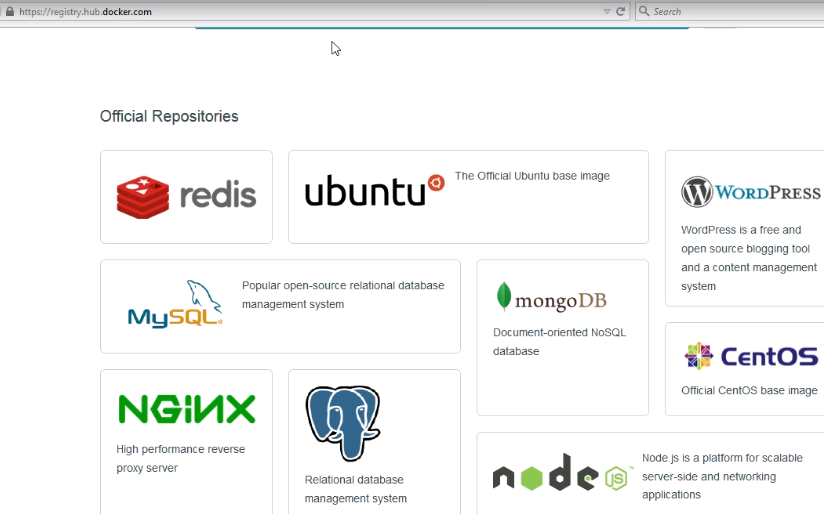 https://registry.hub.docker.com
Search
Official Repositories
redis
ubuntu
The Official Ubuntu base image
WORDPRESS
WordPress is a free and
open source blogging tool
and a content management
system
MySQL
Popular open-source relational database
management system
mongoDB
Document-oriented NoSQL
database
CentOS
Official CentOS base image
NGiNX
High performance reverse
proxy server
Relational database
management system
node
JS
™
Node.js is a platform for scalable
server-side and networking
applications